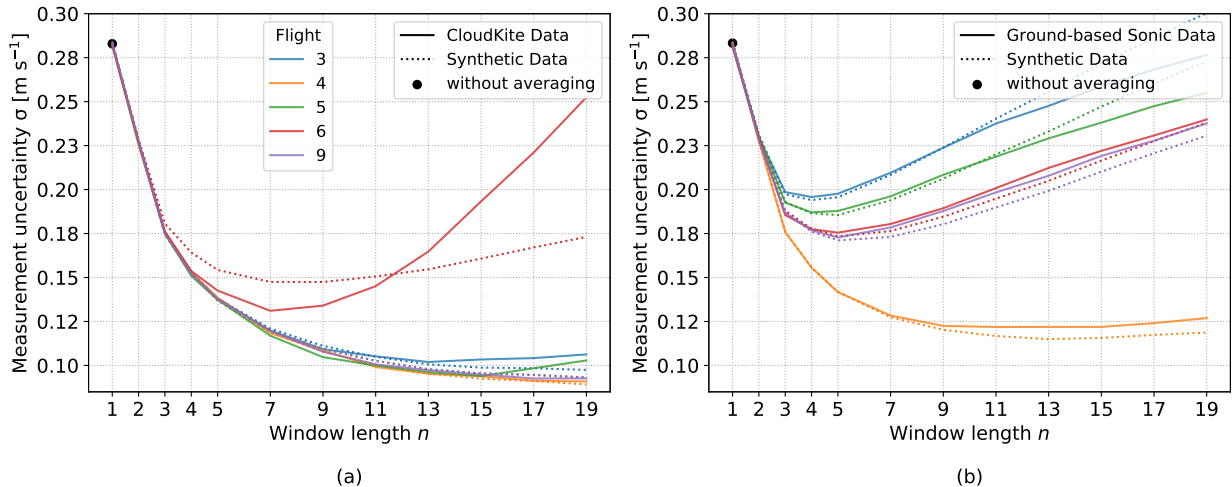 0.30
0.28
0.25
0.23
0.20
0.18
0.15
0.12
0.10
Measurement uncertainty σ [m s⁻¹]
Flight
3
4
5
6
9
CloudKite Data
Synthetic Data
without averaging
1 2 3 4 5 7 9 11 13 15 17 19
Window length n
(a)
0.30
0.28
0.25
0.23
0.20
0.18
0.15
0.12
0.10
Measurement uncertainty σ [m s⁻¹]
Ground-based Sonic Data
Synthetic Data
without averaging
1 2 3 4 5 7 9 11 13 15 17 19
Window length n
(b)